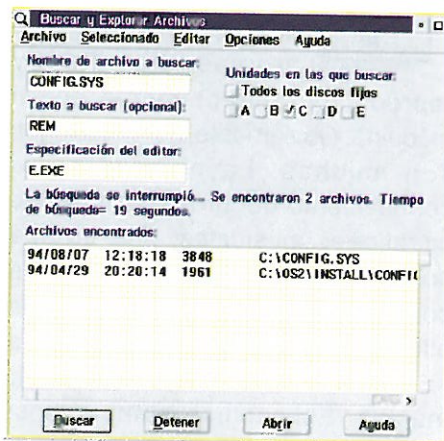 Buscar y Explorar Archivos
Archivo Seleccionado Editar Opciones Ayuda
Nombre de archivo a buscar:
CONFIG.SYS
Texto a buscar (opcional):
REM
Especificación del editor:
E.EXE
Unidades en las que buscar:
Todos los discos fijos
A B C D E
La búsqueda se interrumpió... Se encontraron 2 archivos. Tiempo
de búsqueda= 19 segundos.
Archivos encontrados:
94/08/07 12:18:18 3848 C:\CONFIG.SYS
94/04/29 20:20:14 1961 C:\OS2\INSTALL\CONFIG
Buscar Detener Abrir Ayuda